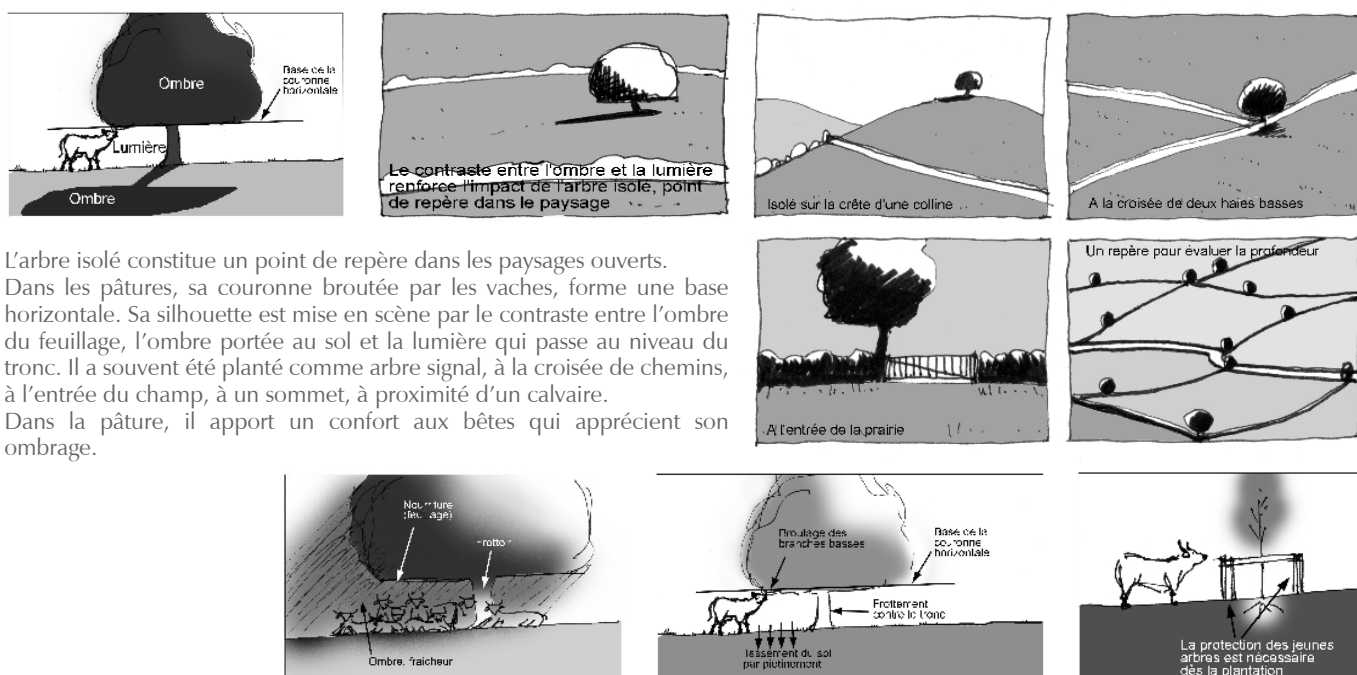 Ombre
Base de la
couronne
horizontale
Lumière
Ombre
Le contraste entre l'ombre et la lumière
renforce l'impact de l'arbre isolé, point
de repère dans le paysage
Isolé sur la crête d'une colline
A la croisée de deux haies basses
L'arbre isolé constitue un point de repère dans les paysages ouverts.
Dans les pâtures, sa couronne broutée par les vaches, forme une base
horizontale. Sa silhouette est mise en scène par le contraste entre l'ombre
du feuillage, l'ombre portée au sol et la lumière qui passe au niveau du
tronc. Il a souvent été planté comme arbre signal, à la croisée de chemins,
à l'entrée du champ, à un sommet, à proximité d'un calvaire.
Dans la pâture, il apport un confort aux bêtes qui apprécient son
ombrage.
A l'entrée de la prairie
Un repère pour évaluer la profondeur
Nourriture
(feuillage)
Frottoir
Ombre, fraicheur
Broutage des
branches basses
Base de la
couronne
horizontale
Frottement
contre le tronc
Tassement du sol
par piétinement
La protection des jeunes
arbres est nécessaire
dès la plantation